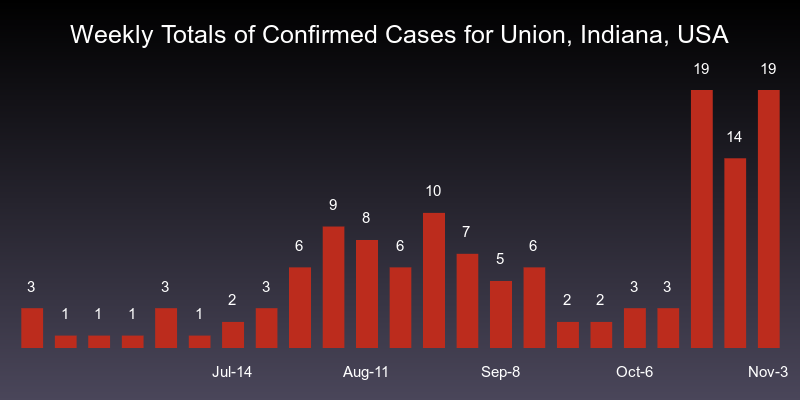 Weekly Totals of Confirmed Cases for Union, Indiana, USA
3 1 1 1 3 1 2 3 6 9 8 6 10 7 5 6 2 2 3 3 19 14 19
Jul-14 Aug-11 Sep-8 Oct-6 Nov-3